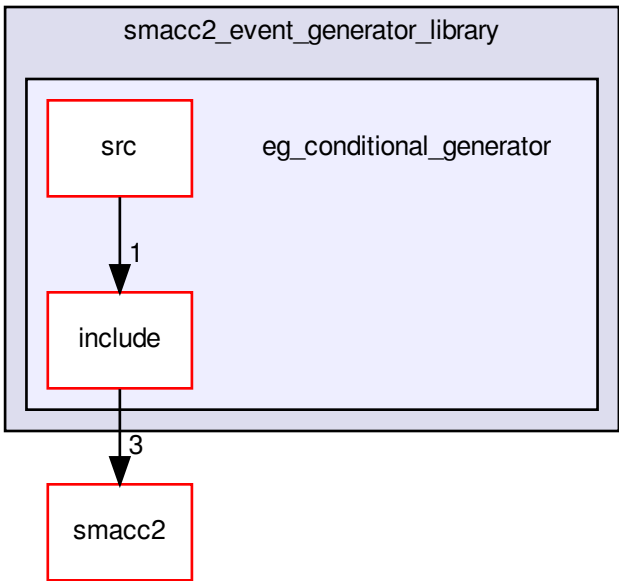 smacc2_event_generator_library
src
eg_conditional_generator
1
include
3
smacc2